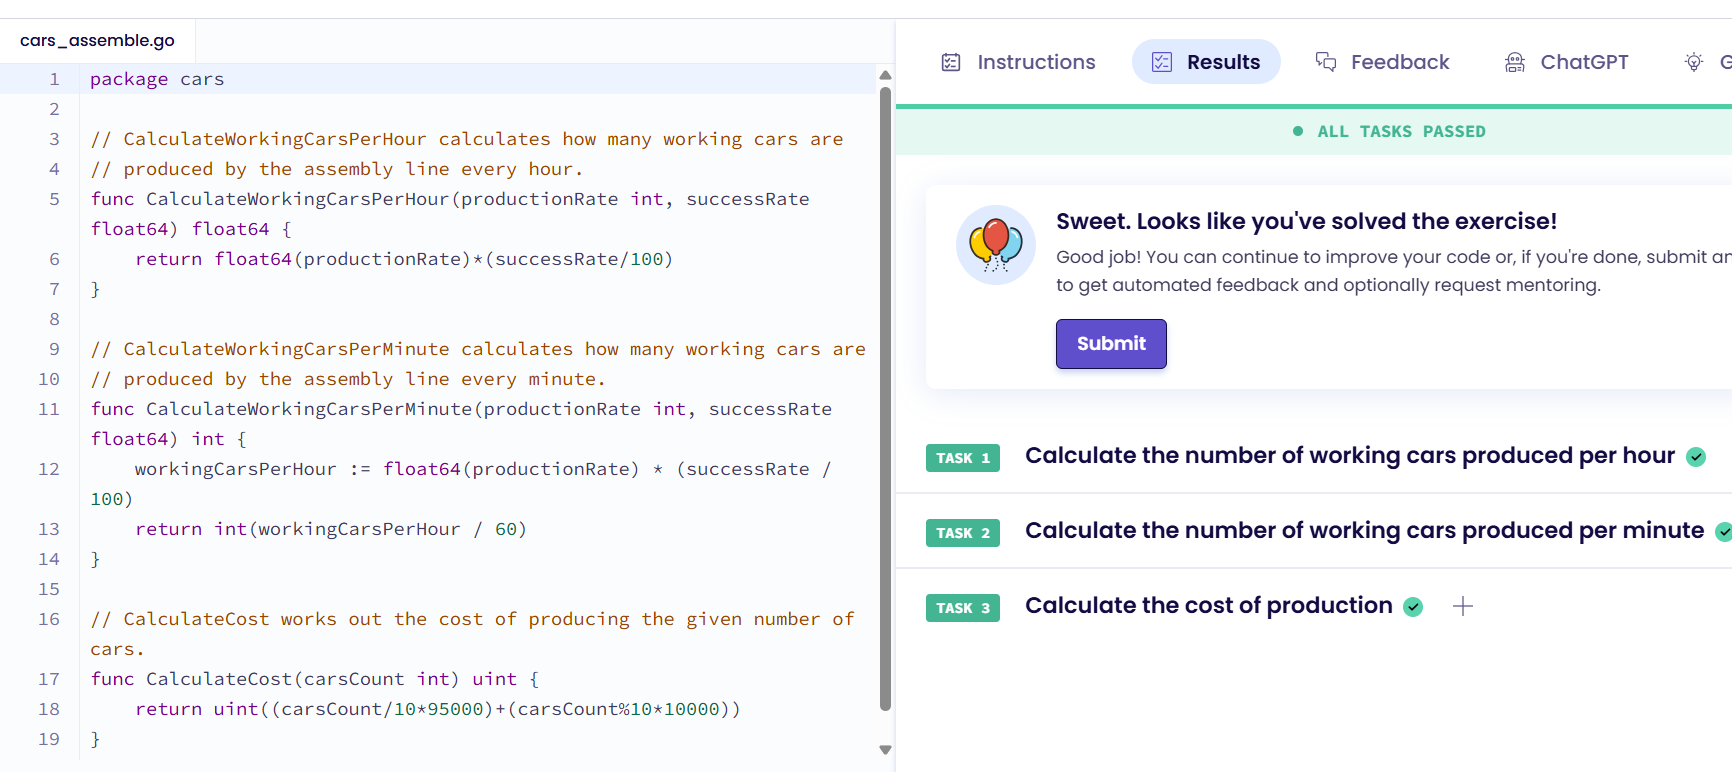 cars_assemble.go
1 package cars
2
3 // CalculateWorkingCarsPerHour calculates how many working cars are
4 // produced by the assembly line every hour.
5 func CalculateWorkingCarsPerHour(productionRate int, successRate
float64) float64 {
6 return float64(productionRate)*(successRate/100)
7 }
8
9 // CalculateWorkingCarsPerMinute calculates how many working cars are
10 // produced by the assembly line every minute.
11 func CalculateWorkingCarsPerMinute(productionRate int, successRate
float64) int {
12 workingCarsPerHour := float64(productionRate) * (successRate /
100)
13 return int(workingCarsPerHour / 60)
14 }
15
16 // CalculateCost works out the cost of producing the given number of
cars.
17 func CalculateCost(carsCount int) uint {
18 return uint((carsCount/10*95000)+(carsCount%10*10000))
19 }
Instructions Results Feedback ChatGPT G
ALL TASKS PASSED
Sweet. Looks like you've solved the exercise!
Good job! You can continue to improve your code or, if you're done, submit an
to get automated feedback and optionally request mentoring.
Submit
TASK 1 Calculate the number of working cars produced per hour
TASK 2 Calculate the number of working cars produced per minute
TASK 3 Calculate the cost of production